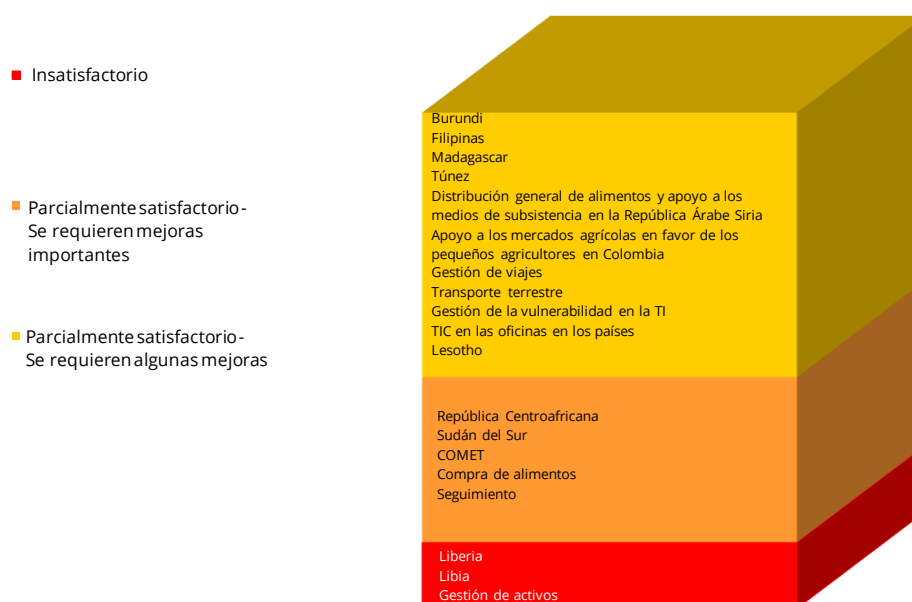 Insatisfactorio
Parcialmente satisfactorio-
Se requieren mejoras
importantes
Parcialmente satisfactorio-
Se requieren algunas mejoras
Burundi
Filipinas
Madagascar
Túnez
Distribución general de alimentos y apoyo a los
medios de subsistencia en la República Árabe Siria
Apoyo a los mercados agrícolas en favor de los
pequeños agricultores en Colombia
Gestión de viajes
Transporte terrestre
Gestión de la vulnerabilidad en la TI
TIC en las oficinas en los países
Lesotho
República Centroafricana
Sudán del Sur
COMET
Compra de alimentos
Seguimiento
Liberia
Libia
Gestión de activos